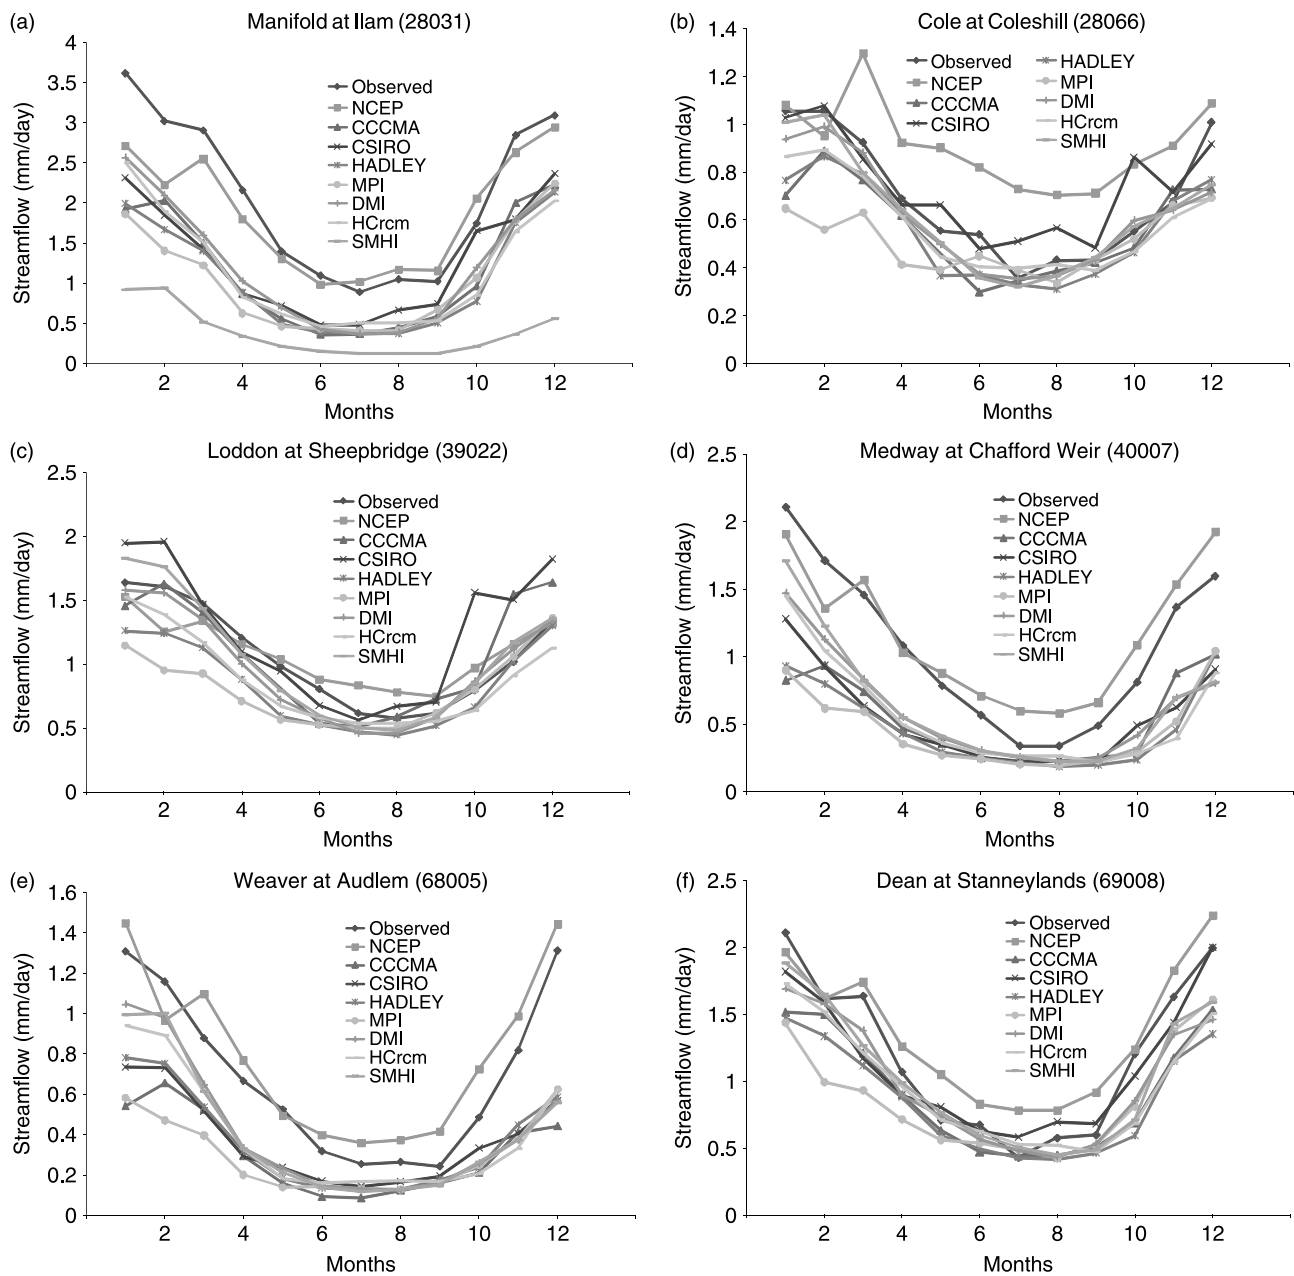 (a) Manifold at Ilam (28031)
4
3.5
3
2.5
2
1.5
1
0.5
0
Streamflow (mm/day)
Observed
NCEP
CCCMA
CSIRO
HADLEY
MPI
DMI
HCrcm
SMHI
2 4 6 8 10 12
Months
(b) Cole at Coleshill (28066)
1.4
1.2
1
0.8
0.6
0.4
0.2
0
Streamflow (mm/day)
Observed
NCEP
CCCMA
CSIRO
HADLEY
MPI
DMI
HCrcm
SMHI
2 4 6 8 10 12
Months
(c) Loddon at Sheepbridge (39022)
2.5
2
1.5
1
0.5
0
Streamflow (mm/day)
Observed
NCEP
CCCMA
CSIRO
HADLEY
MPI
DMI
HCrcm
SMHI
2 4 6 8 10 12
Months
(d) Medway at Chafford Weir (40007)
2.5
2
1.5
1
0.5
0
Streamflow (mm/day)
Observed
NCEP
CCCMA
CSIRO
HADLEY
MPI
DMI
HCrcm
SMHI
2 4 6 8 10 12
Months
(e) Weaver at Audlem (68005)
1.6
1.4
1.2
1
0.8
0.6
0.4
0.2
0
Streamflow (mm/day)
Observed
NCEP
CCCMA
CSIRO
HADLEY
MPI
DMI
HCrcm
SMHI
2 4 6 8 10 12
Months
(f) Dean at Stanneylands (69008)
2.5
2
1.5
1
0.5
0
Streamflow (mm/day)
Observed
NCEP
CCCMA
CSIRO
HADLEY
MPI
DMI
HCrcm
SMHI
2 4 6 8 10 12
Months